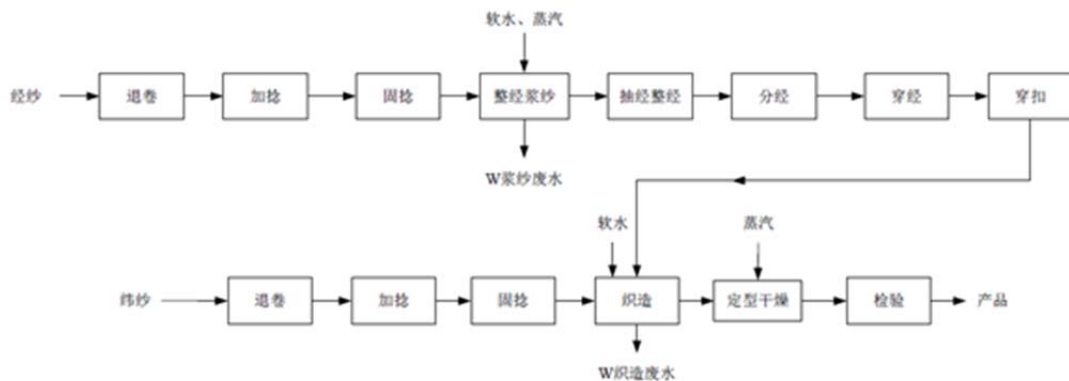 软水、蒸汽
经纱
退卷
加捻
固捻
整经浆纱
抽经整经
分经
穿经
穿扣
W浆纱废水
软水
蒸汽
纬纱
退卷
加捻
固捻
织造
定型干燥
检验
产品
W织造废水